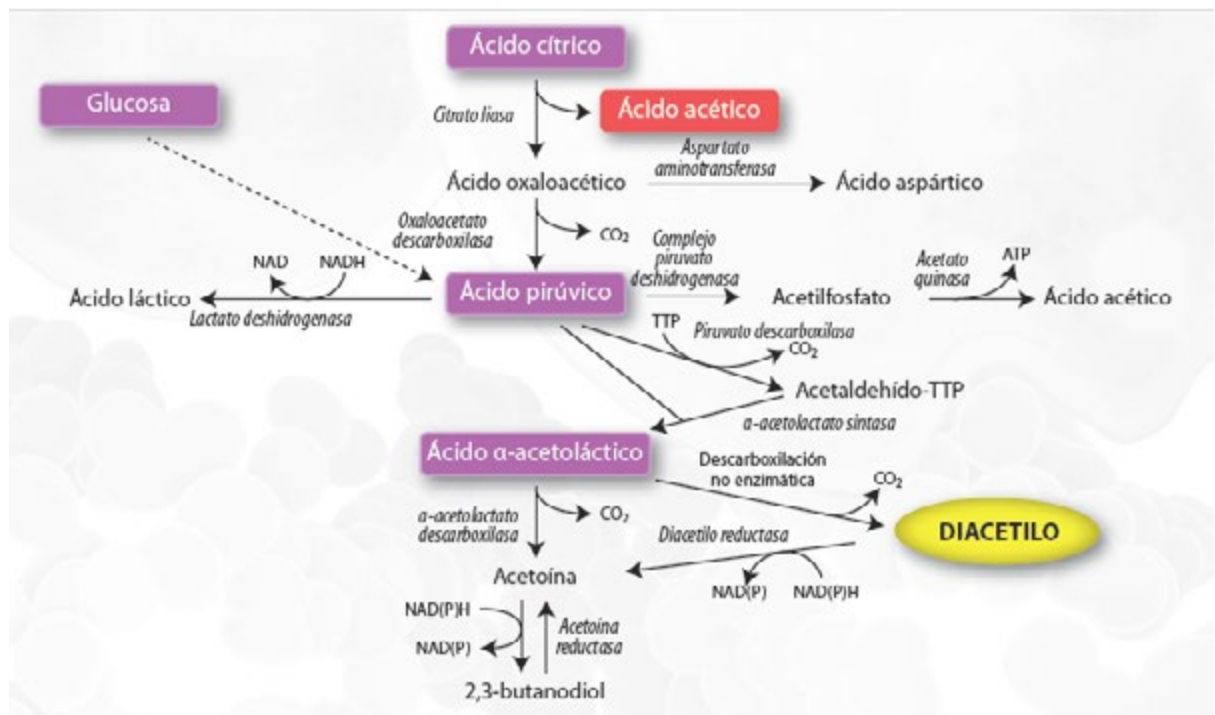 Ácido cítrico
Glucosa
Citrato liasa
Ácido acético
Aspartato
aminotransferasa
Ácido oxaloacético
Ácido aspártico
Oxaloacetato
descarboxilasa
CO₂
Complejo
piruvato
deshidrogenasa
Acetato
quinasa
ATP
NAD
NADH
Ácido láctico
Lactato deshidrogenasa
Ácido pirúvico
Acetilfosfato
Ácido acético
TTP
Piruvato descarboxilasa
CO₂
Acetaldehído-TTP
α-acetolactato sintasa
Ácido α-acetoláctico
Descarboxilación
no enzimática
CO₂
α-acetolactato
descarboxilasa
CO₂
Diacetilo reductasa
DIACETILO
Acetoína
NAD(P)
NAD(P)H
NAD(P)H
NAD(P)
Acetoina
reductasa
2,3-butanodiol